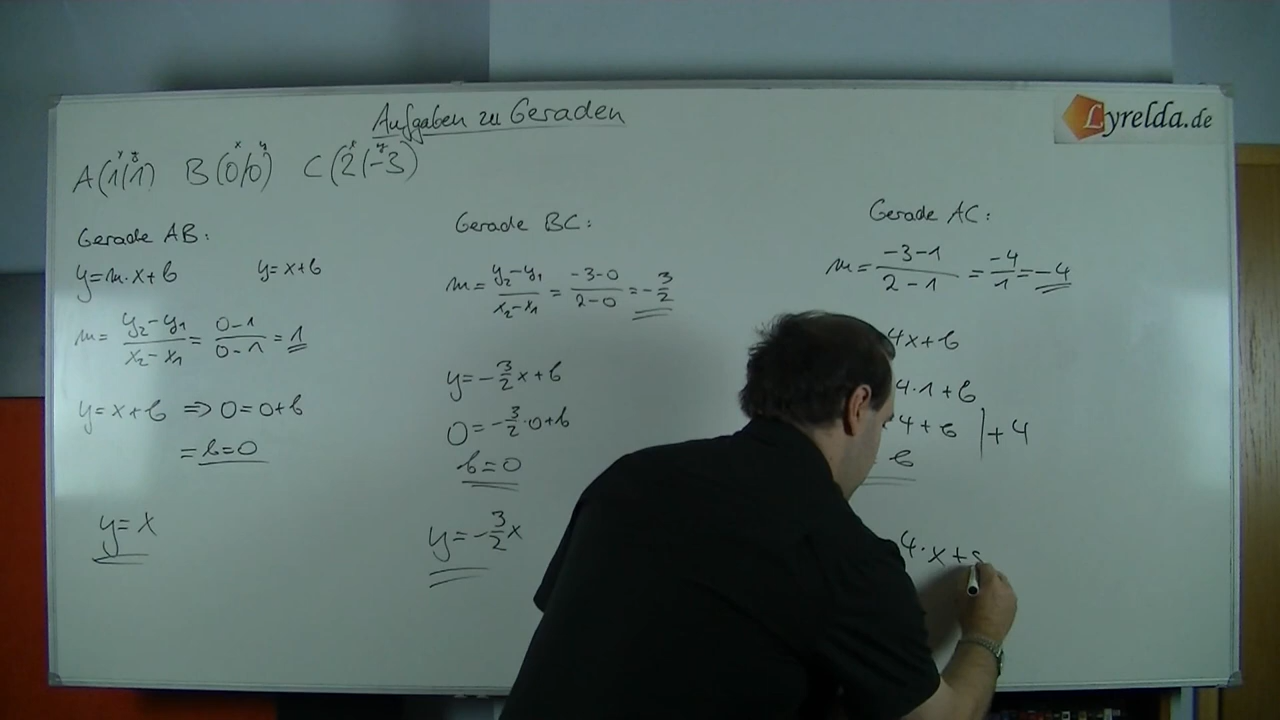 Aufgaben zu Geraden
Lyrelda.de
A(1|1) B(0|0) C(2|-3)
x y x y x y
Gerade AB:
y=m·x+b y=x+b
m= y₂-y₁ / x₂-x₁ = 0-1 / 0-1 = 1
y=x+b ⇒ 0=0+b
= b=0
y=x
Gerade BC:
m= y₂-y₁ / x₂-x₁ = -3-0 / 2-0 = -3/2
y=-3/2x+b
0=-3/2·0+b
b=0
y=-3/2x
Gerade AC:
m= -3-1 / 2-1 = -4/1 = -4
4x+b
4·1+b
4+b |+4
b
4·x+